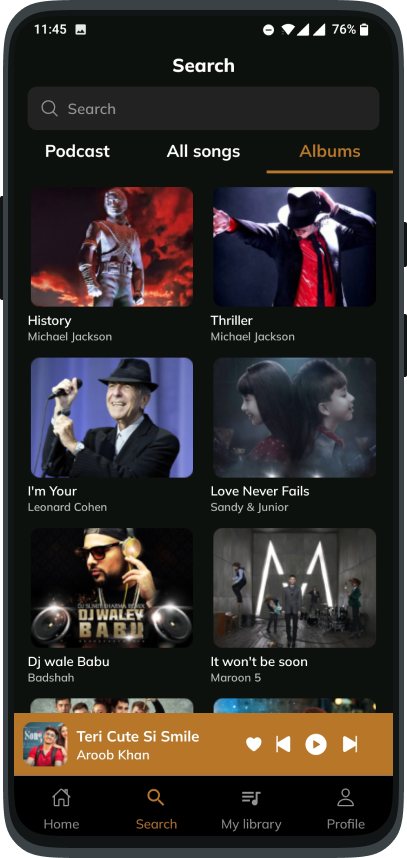 11:45
76%
Search
Search
Podcast All songs Albums
History
Michael Jackson
Thriller
Michael Jackson
I'm Your
Leonard Cohen
Love Never Fails
Sandy & Junior
DJ WALEY
BABU
Dj wale Babu
Badshah
It won't be soon
Maroon 5
Teri Cute Si Smile
Aroob Khan
Home Search My library Profile